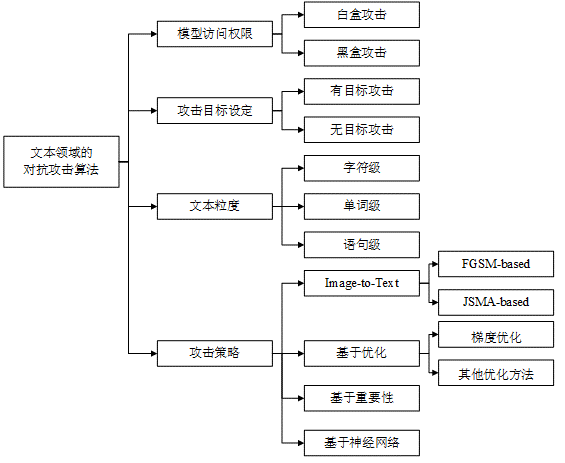 文本领域的
对抗攻击算法
模型访问权限
白盒攻击
黑盒攻击
攻击目标设定
有目标攻击
无目标攻击
文本粒度
字符级
单词级
语句级
攻击策略
Image-to-Text
FGSM-based
JSMA-based
基于优化
梯度优化
其他优化方法
基于重要性
基于神经网络